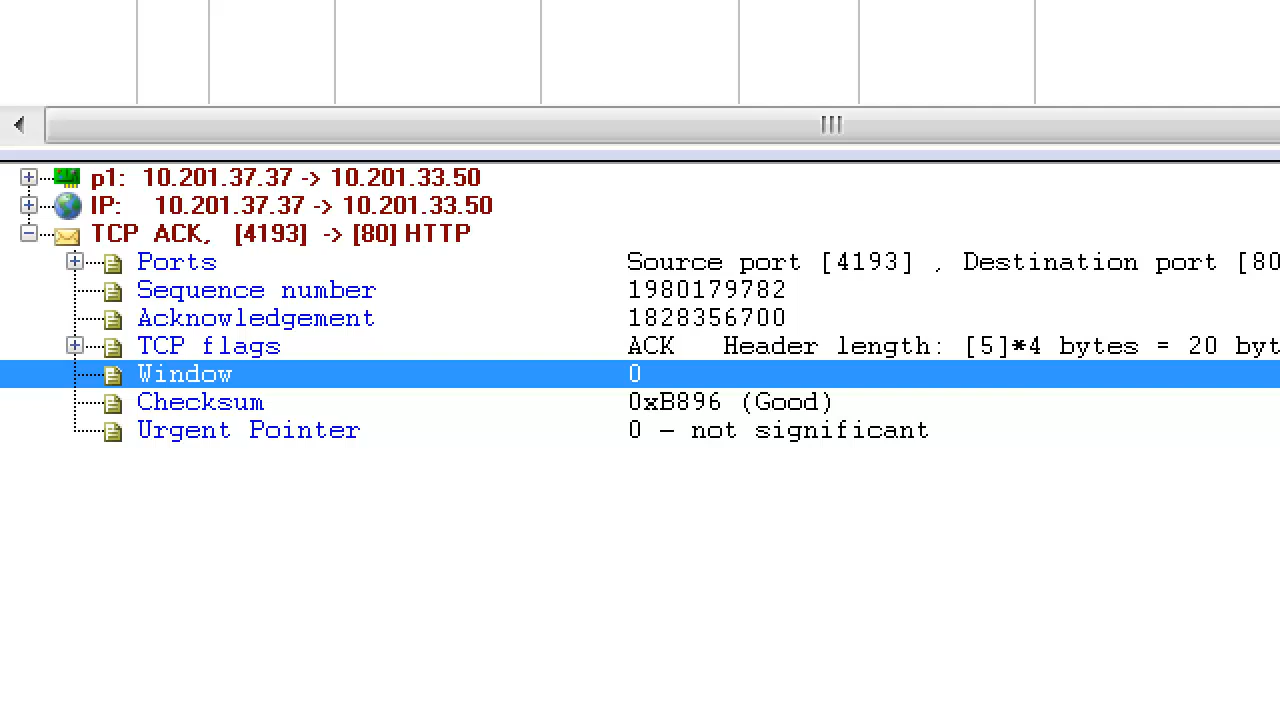 p1: 10.201.37.37 -> 10.201.33.50
IP: 10.201.37.37 -> 10.201.33.50
TCP ACK, [4193] -> [80] HTTP
Ports Source port [4193] , Destination port [80
Sequence number 1980179782
Acknowledgement 1828356700
TCP flags ACK Header length: [5]*4 bytes = 20 byt
Window 0
Checksum 0xB896 (Good)
Urgent Pointer 0 - not significant